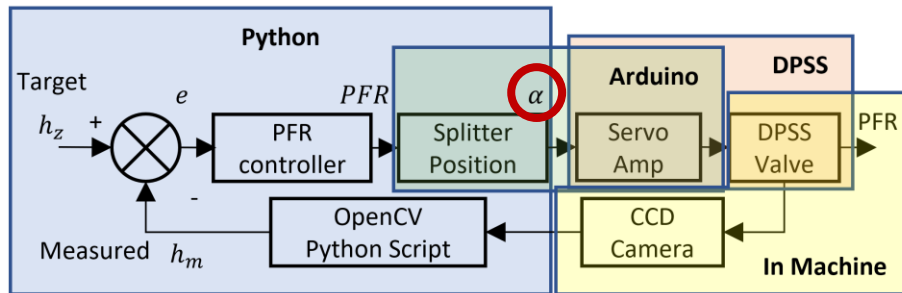 Python
Target
h_z
+
e
PFR
α
Arduino
DPSS
PFR
controller
Splitter
Position
Servo
Amp
DPSS
Valve
PFR
-
Measured
h_m
OpenCV
Python Script
CCD
Camera
In Machine